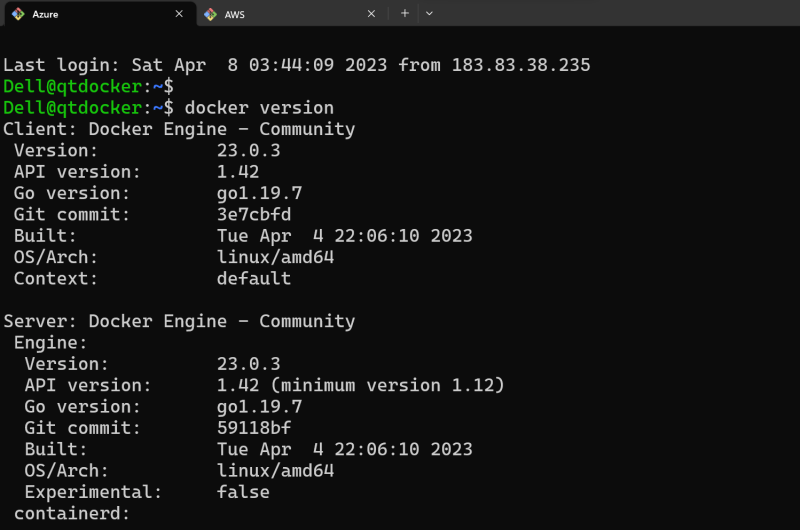 Azure
AWS
Last login: Sat Apr  8 03:44:09 2023 from 183.83.38.235
Dell@qtdocker:~$
Dell@qtdocker:~$ docker version
Client: Docker Engine - Community
 Version:           23.0.3
 API version:       1.42
 Go version:        go1.19.7
 Git commit:        3e7cbfd
 Built:             Tue Apr  4 22:06:10 2023
 OS/Arch:           linux/amd64
 Context:           default

Server: Docker Engine - Community
 Engine:
  Version:          23.0.3
  API version:      1.42 (minimum version 1.12)
  Go version:       go1.19.7
  Git commit:       59118bf
  Built:            Tue Apr  4 22:06:10 2023
  OS/Arch:          linux/amd64
  Experimental:     false
 containerd: